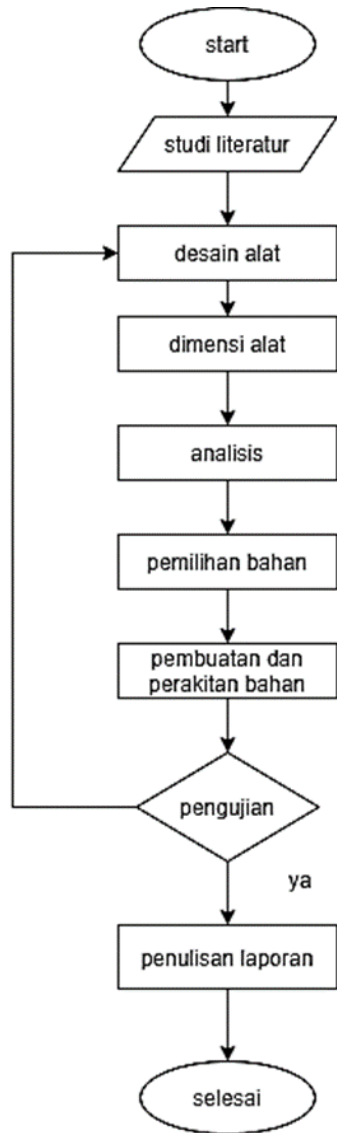 start
studi literatur
desain alat
dimensi alat
analisis
pemilihan bahan
pembuatan dan
perakitan bahan
pengujian
ya
penulisan laporan
selesai